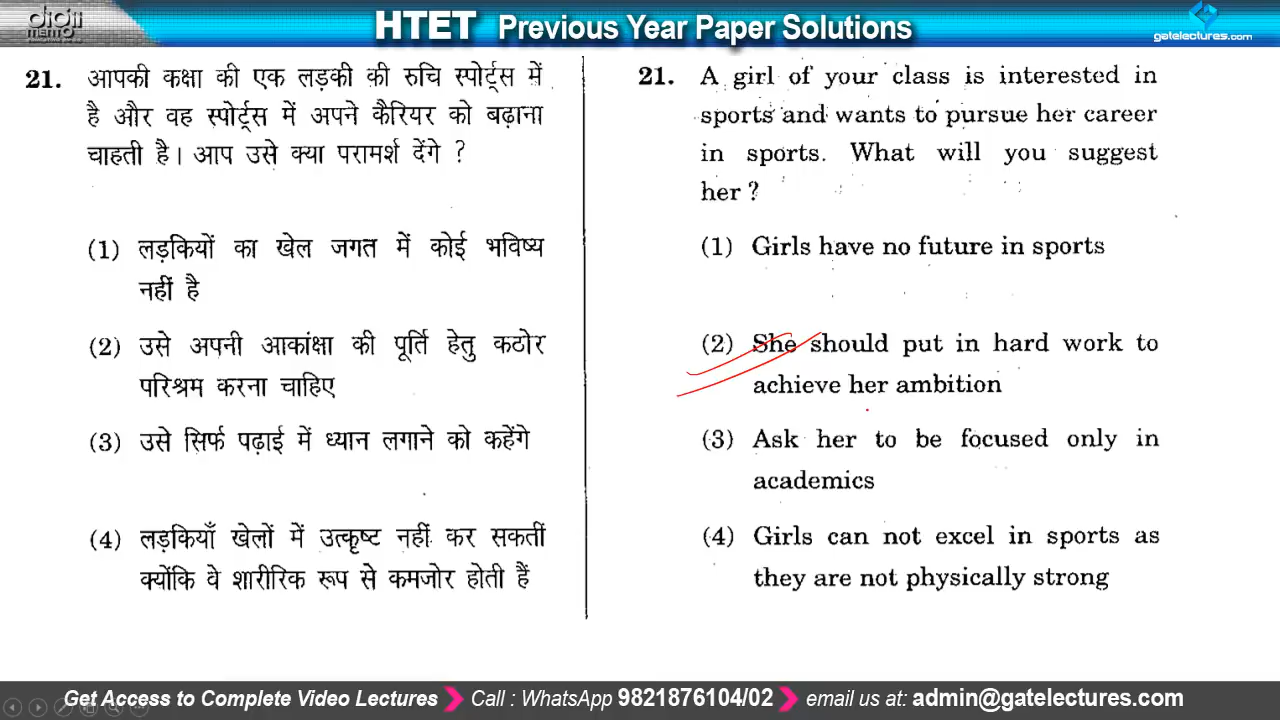 digii
mento
HTET Previous Year Paper Solutions
gatelectures.com
21. आपकी कक्षा की एक लड़की की रुचि स्पोर्ट्स में
है और वह स्पोर्ट्स में अपने कैरियर को बढ़ाना
चाहती है। आप उसे क्या परामर्श देंगे ?
(1) लड़कियों का खेल जगत में कोई भविष्य
नहीं है
(2) उसे अपनी आकांक्षा की पूर्ति हेतु कठोर
परिश्रम करना चाहिए
(3) उसे सिर्फ पढ़ाई में ध्यान लगाने को कहेंगे
(4) लड़कियाँ खेलों में उत्कृष्ट नहीं कर सकतीं
क्योंकि वे शारीरिक रूप से कमजोर होती हैं
21. A girl of your class is interested in
sports and wants to pursue her career
in sports. What will you suggest
her ?
(1) Girls have no future in sports
(2) She should put in hard work to
achieve her ambition
(3) Ask her to be focused only in
academics
(4) Girls can not excel in sports as
they are not physically strong
Get Access to Complete Video Lectures Call : WhatsApp 9821876104/02 email us at: admin@gatelectures.com